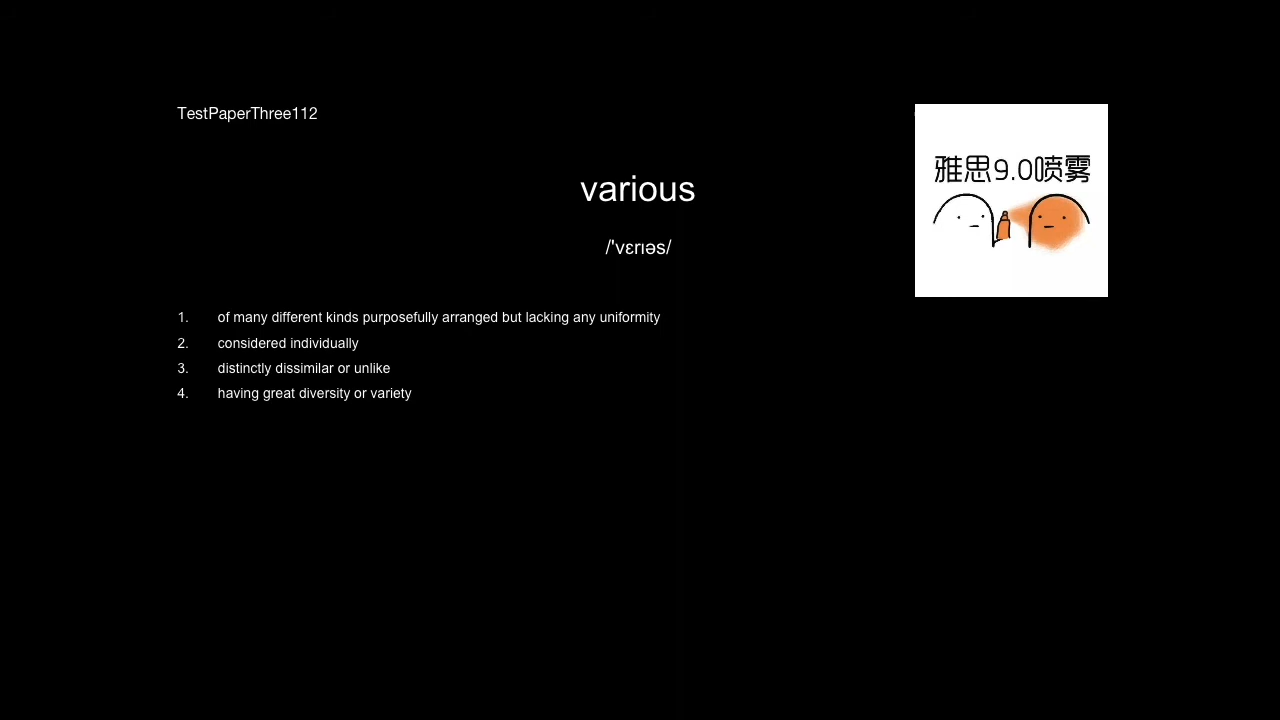 TestPaperThree112
雅思9.0喷雾
various
/'vɛrɪəs/
1. of many different kinds purposefully arranged but lacking any uniformity
2. considered individually
3. distinctly dissimilar or unlike
4. having great diversity or variety